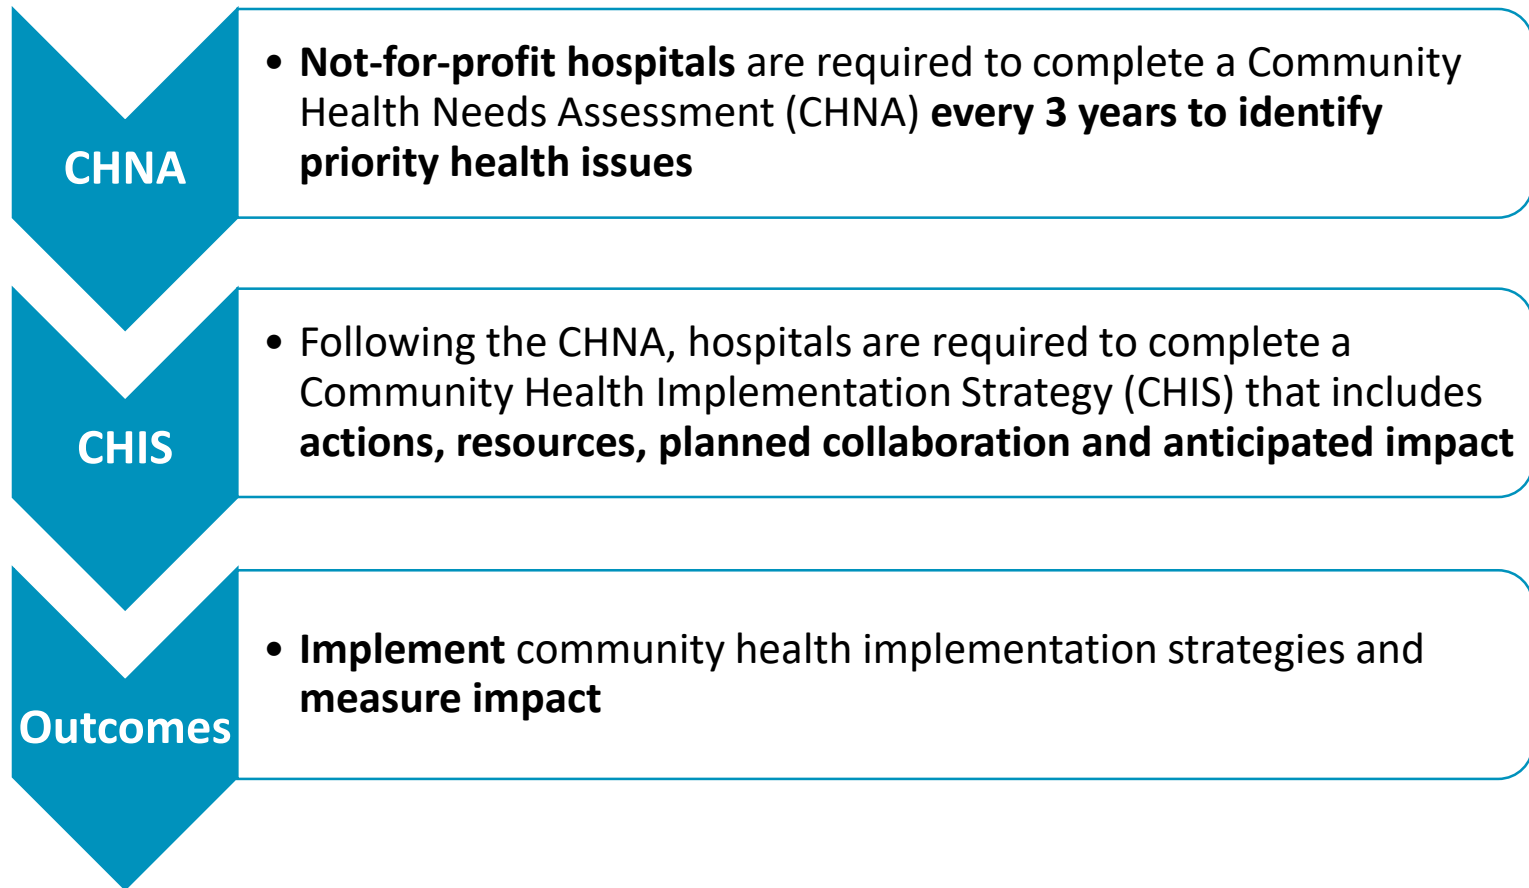 CHNA
• Not-for-profit hospitals are required to complete a Community
Health Needs Assessment (CHNA) every 3 years to identify
priority health issues
CHIS
• Following the CHNA, hospitals are required to complete a
Community Health Implementation Strategy (CHIS) that includes
actions, resources, planned collaboration and anticipated impact
Outcomes
• Implement community health implementation strategies and
measure impact